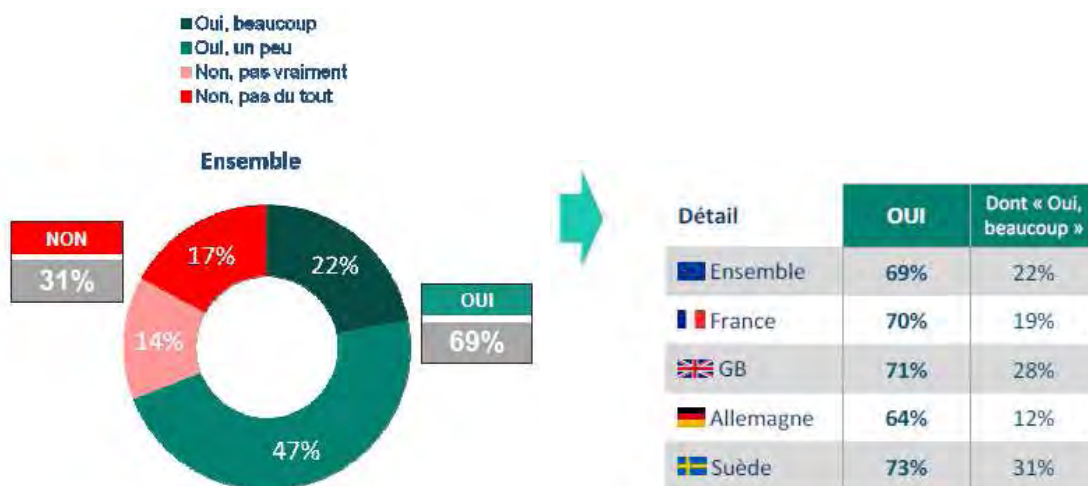 Oui, beaucoup
Oui, un peu
Non, pas vraiment
Non, pas du tout
Ensemble
NON
31%
17%
22%
14%
47%
OUI
69%
Détail OUI Dont « Oui,
beaucoup »
Ensemble 69% 22%
France 70% 19%
GB 71% 28%
Allemagne 64% 12%
Suède 73% 31%